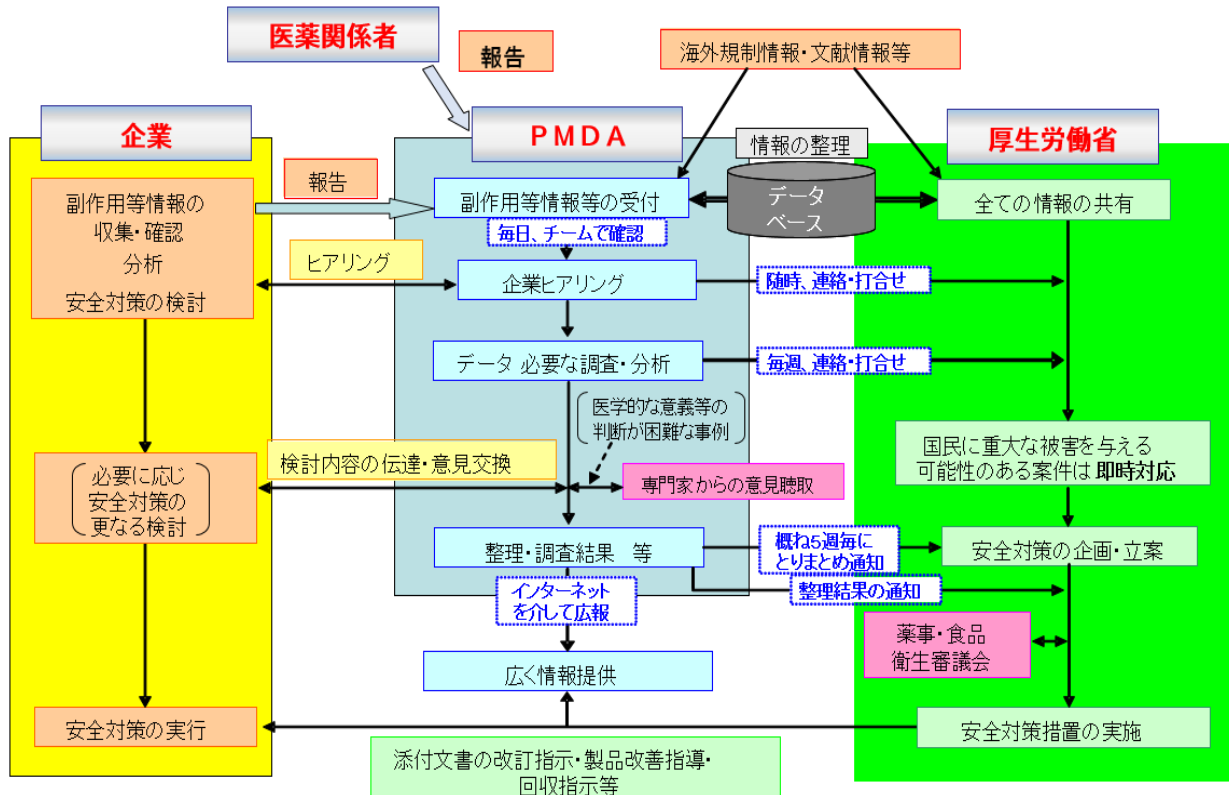 医薬関係者
報告
海外規制情報・文献情報等
企業
PMDA
厚生労働省
情報の整理
データ
ベース
報告
副作用等情報の
収集・確認
分析
安全対策の検討
副作用等情報等の受付
毎日、チームで確認
全ての情報の共有
ヒアリング
企業ヒアリング
随時、連絡・打合せ
データ 必要な調査・分析
毎週、連絡・打合せ
医学的な意義等の
判断が困難な事例
国民に重大な被害を与える
可能性のある案件は 即時対応
検討内容の伝達・意見交換
必要に応じ
安全対策の
更なる検討
専門家からの意見聴取
整理・調査結果 等
概ね5週毎に
とりまとめ通知
安全対策の企画・立案
インターネット
を介して広報
整理結果の通知
薬事・食品
衛生審議会
広く情報提供
安全対策の実行
安全対策措置の実施
添付文書の改訂指示・製品改善指導・
回収指示等